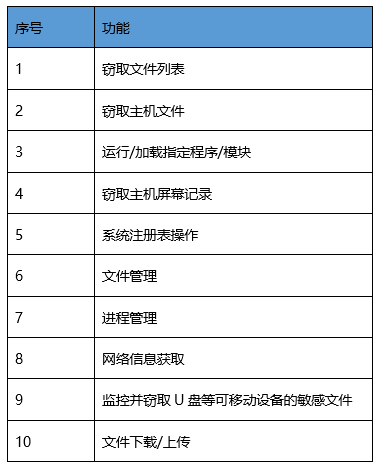 序号 功能
1 窃取文件列表
2 窃取主机文件
3 运行/加载指定程序/模块
4 窃取主机屏幕记录
5 系统注册表操作
6 文件管理
7 进程管理
8 网络信息获取
9 监控并窃取 U 盘等可移动设备的敏感文件
10 文件下载/上传